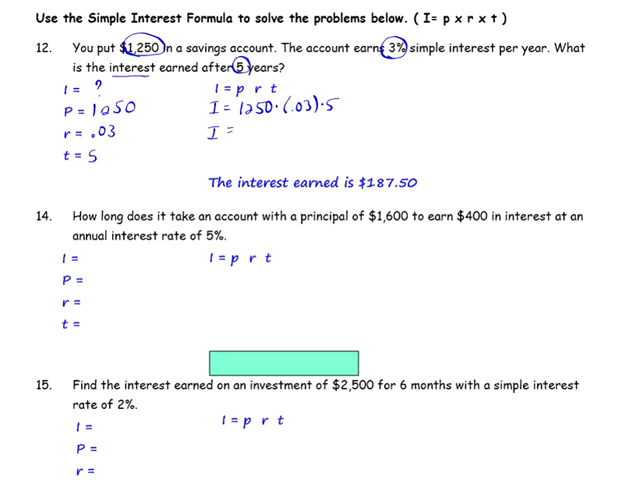 Use the Simple Interest Formula to solve the problems below. ( I= p x r x t )
12. You put $1,250 in a savings account. The account earns 3% simple interest per year. What
is the interest earned after 5 years?
I = ? I = p r t
P = 1250 I = 1250·(.03)·5
r = .03 I =
t = 5
The interest earned is $187.50
14. How long does it take an account with a principal of $1,600 to earn $400 in interest at an
annual interest rate of 5%.
I = I = p r t
P =
r =
t =
15. Find the interest earned on an investment of $2,500 for 6 months with a simple interest
rate of 2%.
I = I = p r t
P =
r =